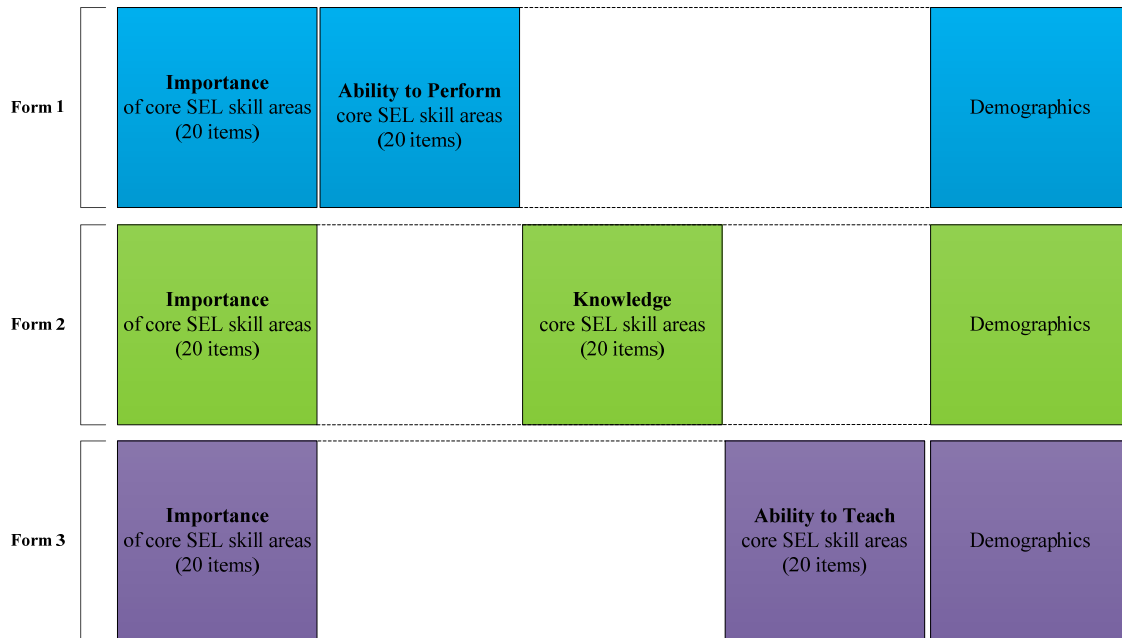 Form 1
Importance
of core SEL skill areas
(20 items)
Ability to Perform
core SEL skill areas
(20 items)
Demographics
Form 2
Importance
of core SEL skill areas
(20 items)
Knowledge
core SEL skill areas
(20 items)
Demographics
Form 3
Importance
of core SEL skill areas
(20 items)
Ability to Teach
core SEL skill areas
(20 items)
Demographics